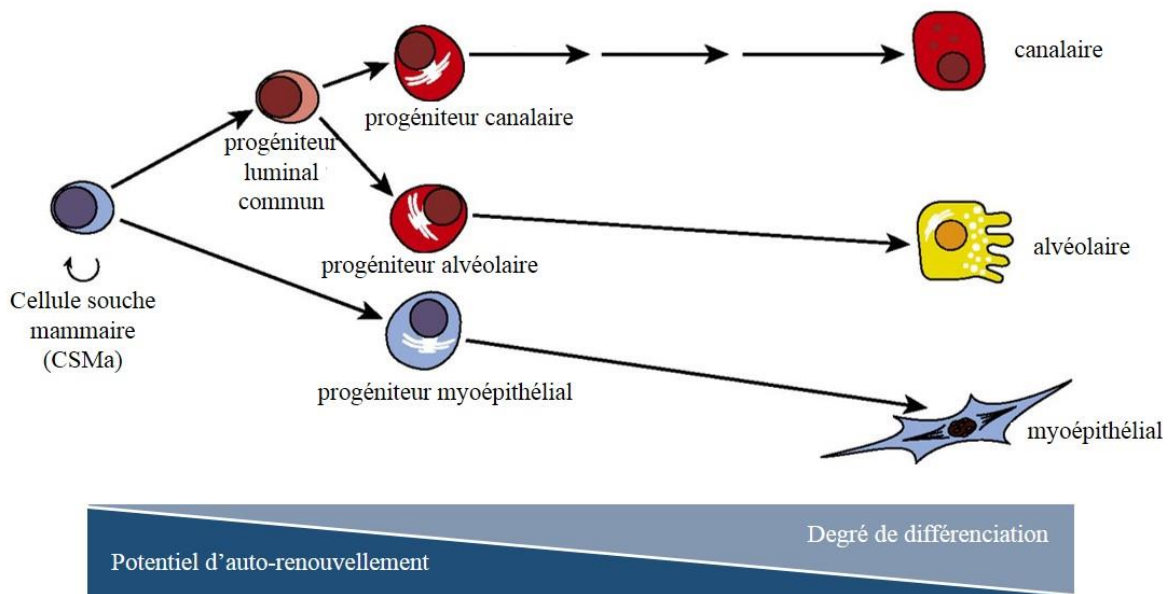 canalaire
progéniteur canalaire
progéniteur
luminal
commun
progéniteur alvéolaire
alvéolaire
Cellule souche
mammaire
(CSMa)
progéniteur myoépithélial
myoépithélial
Degré de différenciation
Potentiel d'auto-renouvellement